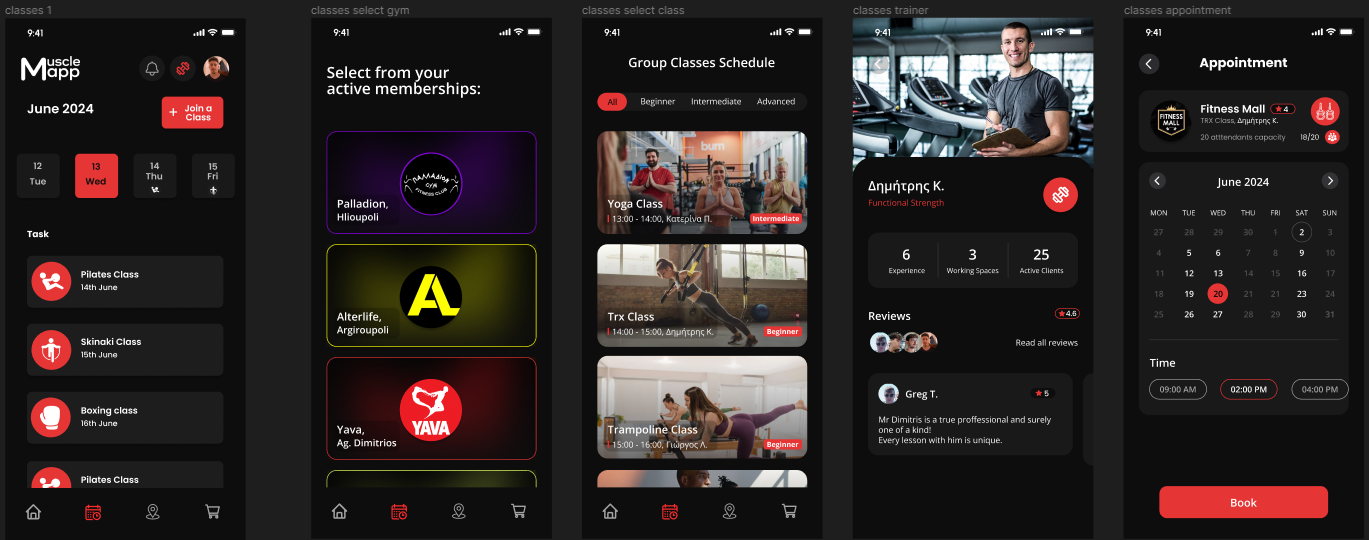 classes 1
9:41
Muscle
Mapp
June 2024
+ Join a
Class
12
Tue
13
Wed
14
Thu
15
Fri
Task
Pilates Class
14th June
Skinaki Class
15th June
Boxing class
16th June
Pilates Class
classes select gym
9:41
Select from your
active memberships:
ΠΑΛΛΑΔΙΟΝ
GYM
FITNESS CLUB
Palladion,
Hlioupoli
Alterlife,
Argiroupoli
YAVA
Yava,
Ag. Dimitrios
classes select class
9:41
Group Classes Schedule
All
Beginner
Intermediate
Advanced
burn
Yoga Class
13:00 - 14:00, Κατερίνα Π.
Intermediate
Trx Class
14:00 - 15:00, Δημήτρης Κ.
Beginner
Trampoline Class
15:00 - 16:00, Γιώργος Λ.
Beginner
classes trainer
9:41
Δημήτρης Κ.
Functional Strength
6
Experience
3
Working Spaces
25
Active Clients
Reviews
4.6
Read all reviews
Greg T.
5
Mr Dimitris is a true proffessional and surely
one of a kind!
Every lesson with him is unique.
classes appointment
9:41
Appointment
FITNESS
MALL
Fitness Mall
4
TRX Class, Δημήτρης Κ.
20 atttendants capacity
18/20
June 2024
MON TUE WED THU FRI SAT SUN
27 28 29 30 1 2 3
4 5 6 7 8 9 10
11 12 13 14 15 16 17
18 19 20 21 21 23 24
25 26 27 28 29 30 31
Time
09:00 AM
02:00 PM
04:00 PM
Book